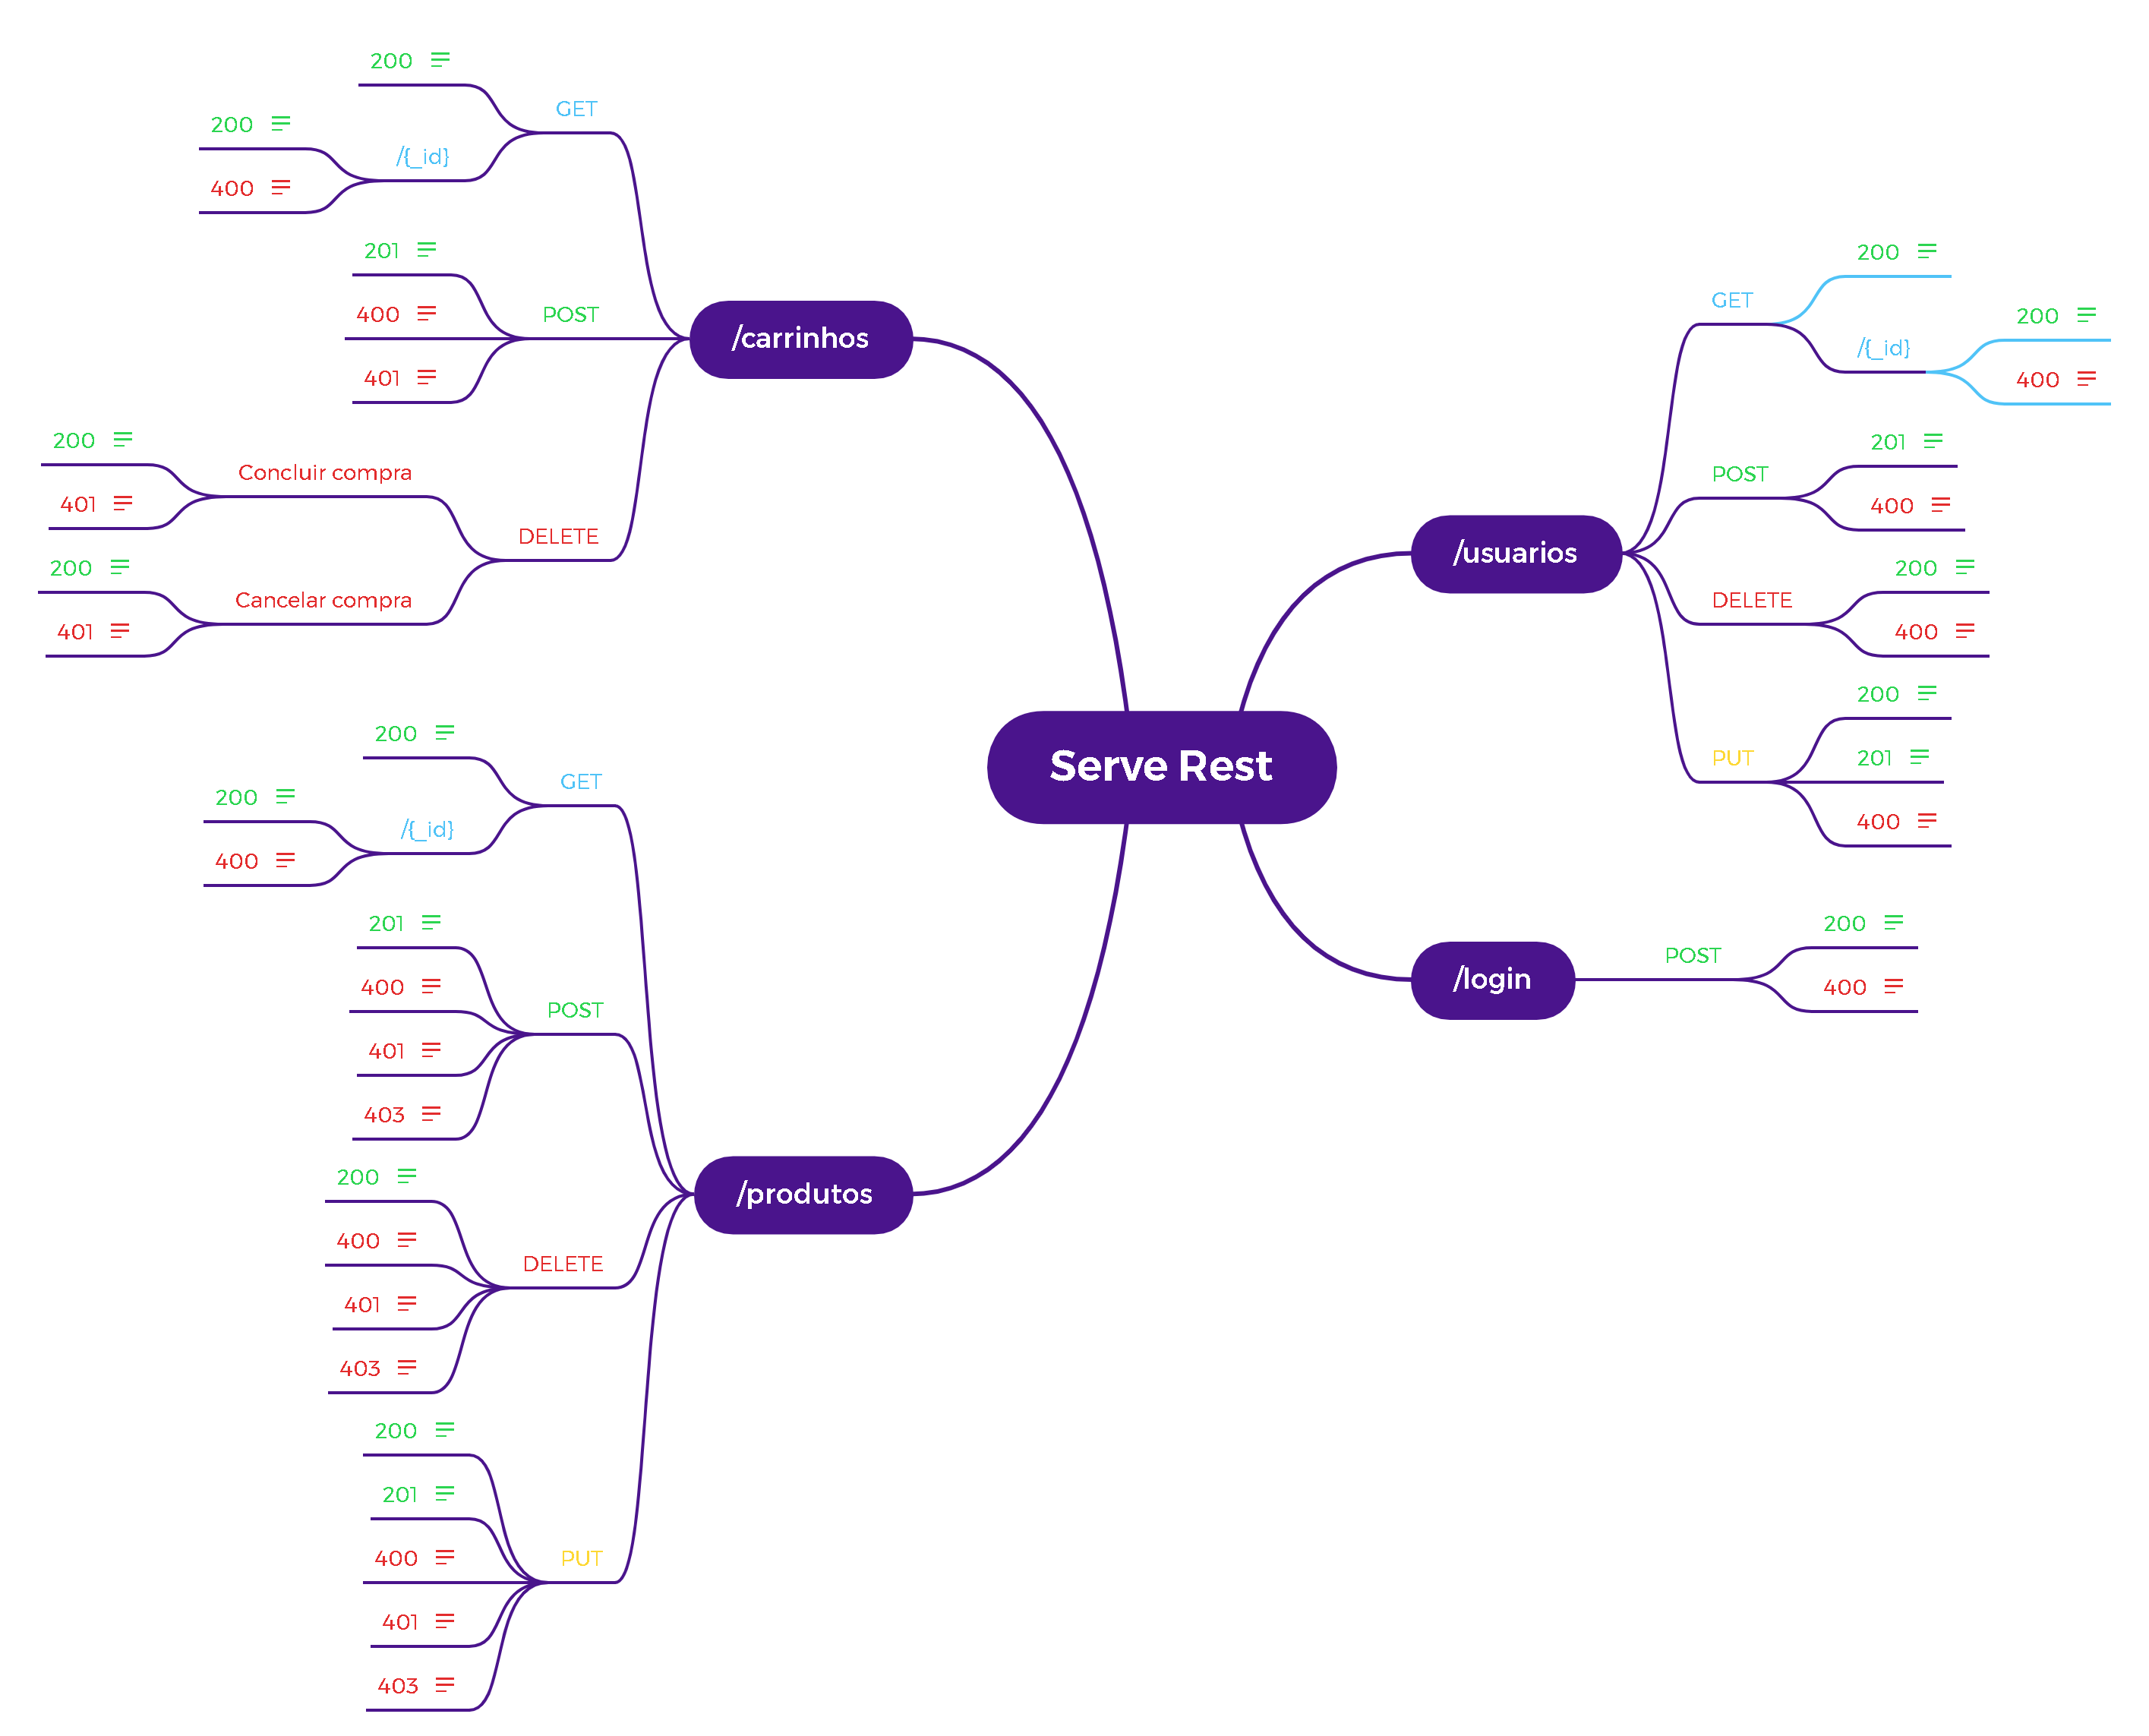 Serve Rest
/carrinhos
GET
200
/{_id}
200
400
POST
201
400
401
DELETE
Concluir compra
200
401
Cancelar compra
200
401
/produtos
GET
200
/{_id}
200
400
POST
201
400
401
403
DELETE
200
400
401
403
PUT
200
201
400
401
403
/usuarios
GET
200
/{_id}
200
400
POST
201
400
DELETE
200
400
PUT
200
201
400
/login
POST
200
400